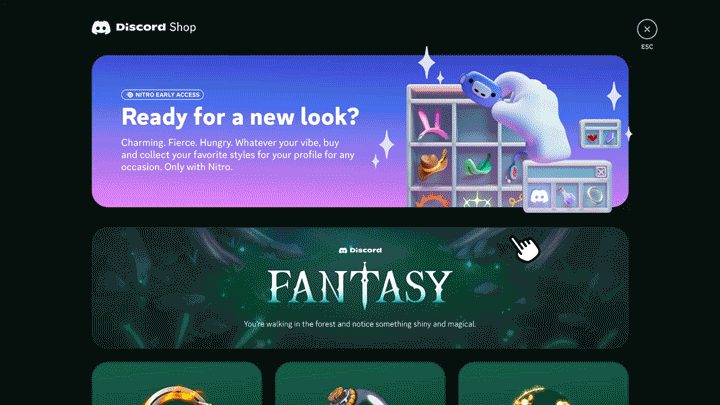 Discord Shop
ESC
NITRO EARLY ACCESS
Ready for a new look?
Charming. Fierce. Hungry. Whatever your vibe, buy
and collect your favorite styles for your profile for any
occasion. Only with Nitro.
Discord
FANTASY
You're walking in the forest and notice something shiny and magical.